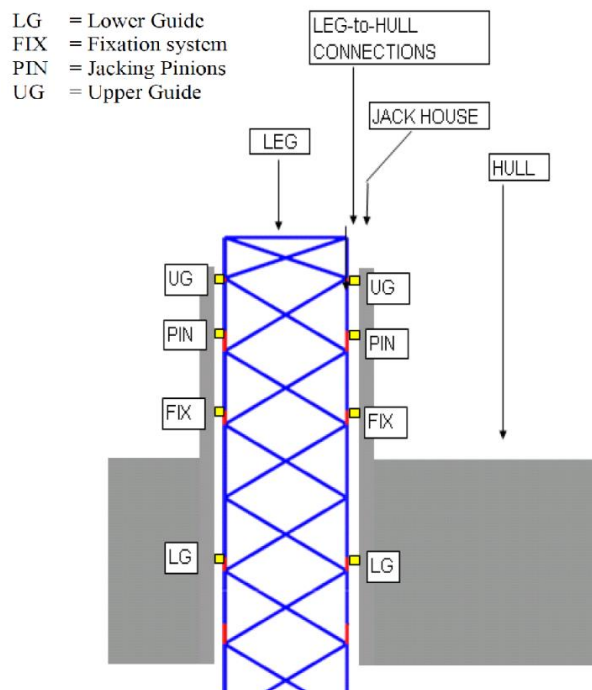 LG = Lower Guide
FIX = Fixation system
PIN = Jacking Pinions
UG = Upper Guide
LEG-to-HULL
CONNECTIONS
JACK HOUSE
LEG
HULL
UG
UG
PIN
PIN
FIX
FIX
LG
LG